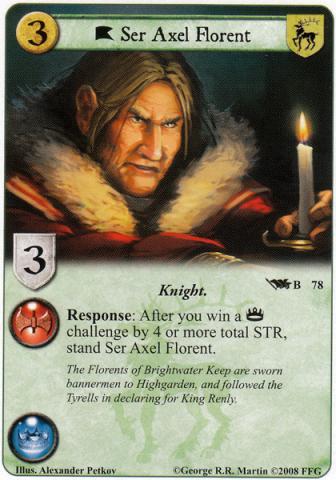 3 Ser Axel Florent
3
Knight.
B 78
Response: After you win a
challenge by 4 or more total STR,
stand Ser Axel Florent.
The Florents of Brightwater Keep are sworn
bannermen to Highgarden, and followed the
Tyrells in declaring for King Renly.
Illus. Alexander Petkov ©George R.R. Martin ©2008 FFG